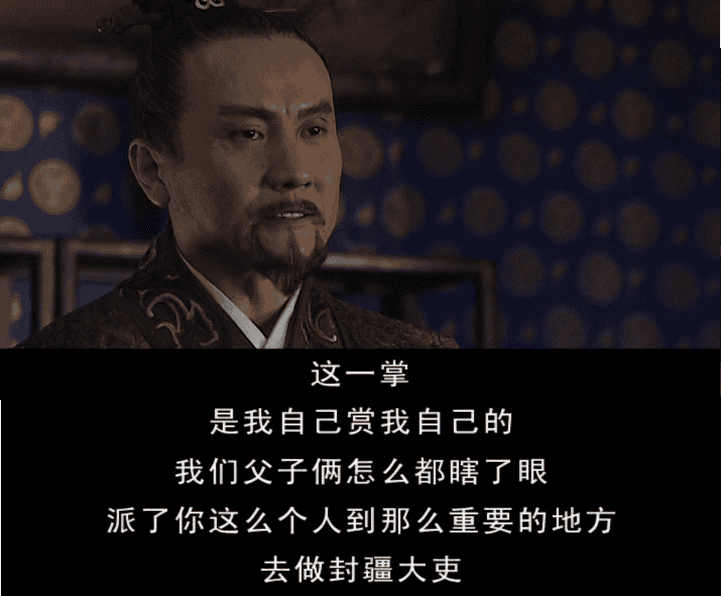 这一掌
是我自己赏我自己的
我们父子俩怎么都瞎了眼
派了你这么个人到那么重要的地方
去做封疆大吏